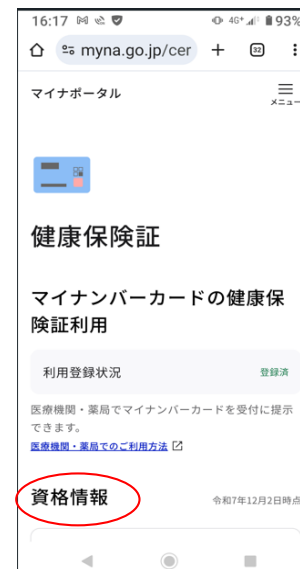 16:17 4G+ 93%
myna.go.jp/cer 32
マイナポータル
メニュー
健康保険証
マイナンバーカードの健康保
険証利用
利用登録状況 登録済
医療機関・薬局でマイナンバーカードを受付に提示
できます。
医療機関・薬局でのご利用方法
資格情報 令和7年12月2日時点